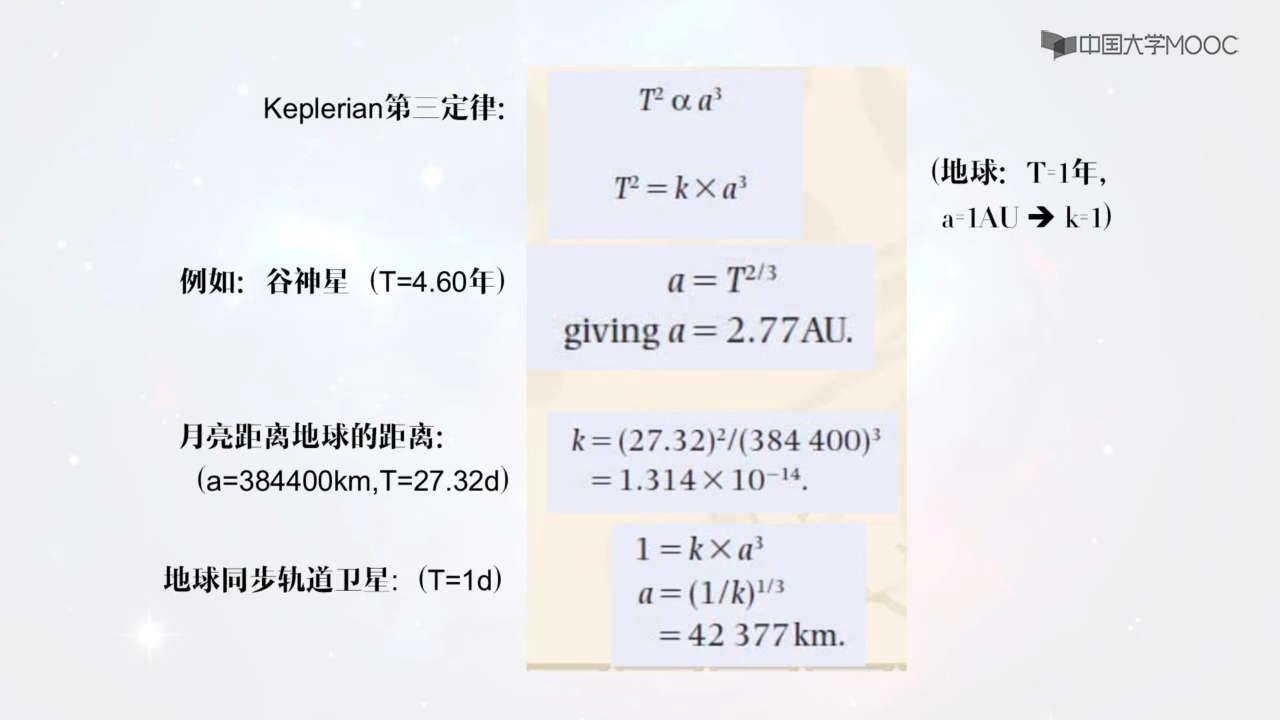 中国大学MOOC
Keplerian第三定律:
T² α a³
T² = k × a³
(地球: T=1年,
a=1AU ➔ k=1)
例如: 谷神星 (T=4.60年)
a = T²/³
giving a = 2.77 AU.
月亮距离地球的距离:
(a=384400km,T=27.32d)
k = (27.32)²/(384 400)³
= 1.314 × 10⁻¹⁴.
地球同步轨道卫星: (T=1d)
1 = k × a³
a = (1/k)¹/³
= 42 377 km.